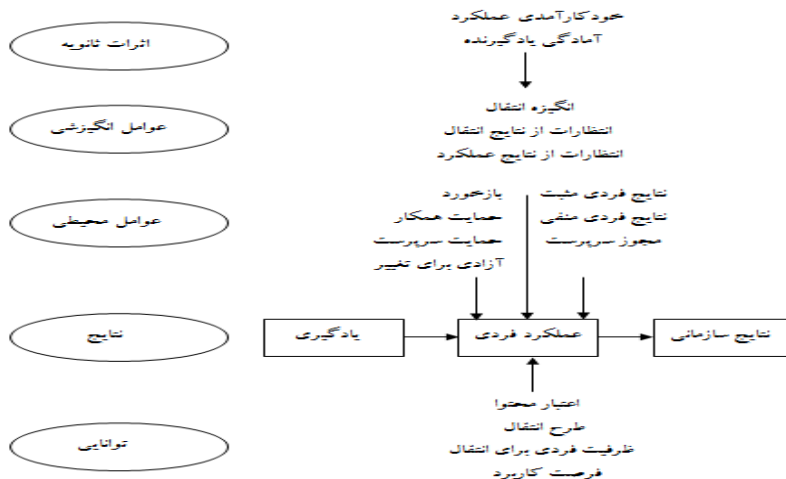 خودکارآمدی عملکرد
آمادگی یادگیرنده
اثرات ثانویه
انگیزه انتقال
انتظارات از نتایج انتقال
انتظارات از نتایج عملکرد
عوامل انگیزشی
نتایج فردی مثبت
نتایج فردی منفی
مجوز سرپرست
بازخورد
حمایت همکار
حمایت سرپرست
آزادی برای تغییر
عوامل محیطی
نتایج سازمانی
عملکرد فردی
یادگیری
نتایج
اعتبار محتوا
طرح انتقال
ظرفیت فردی برای انتقال
فرصت کاربرد
توانایی